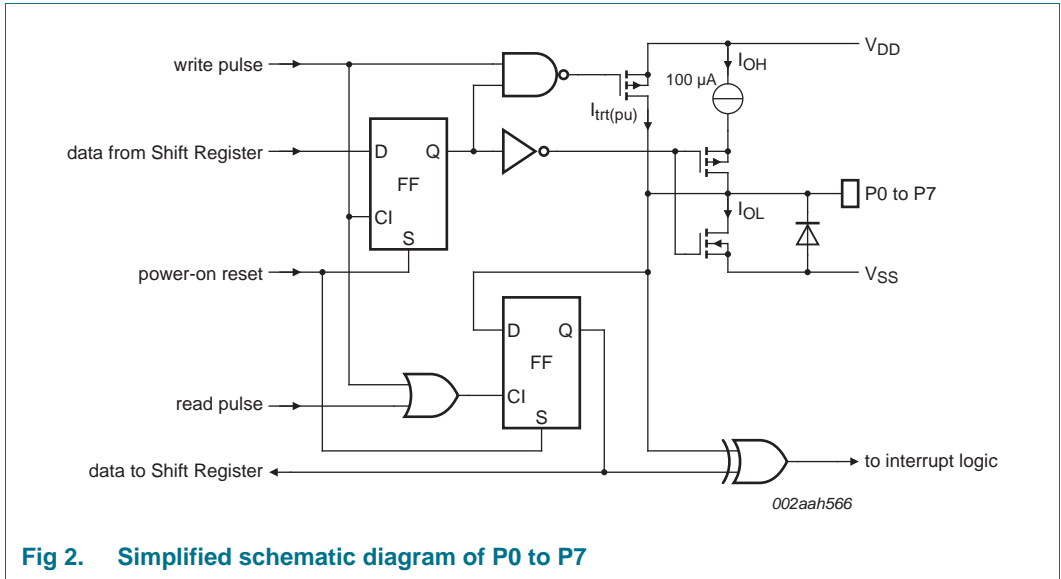 write pulse
data from Shift Register
power-on reset
read pulse
data to Shift Register
D
Q
FF
CI
S
D
Q
FF
CI
S
VDD
IOH
100 μA
Itrt(pu)
P0 to P7
IOL
VSS
to interrupt logic
002aah566
Fig 2. Simplified schematic diagram of P0 to P7